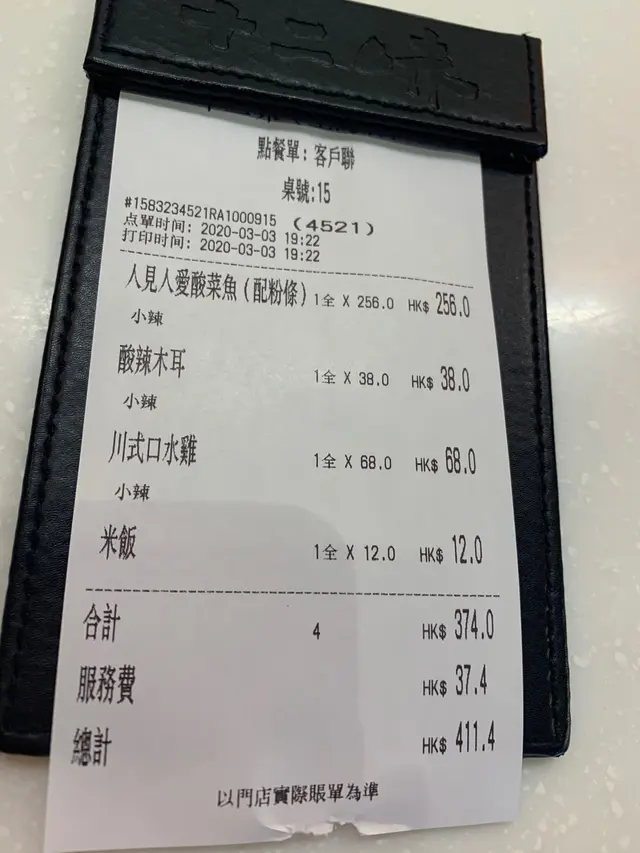 十二味
點餐單：客戶聯
桌號:15
#1583234521RA1000915 (4521)
点單时间: 2020-03-03 19:22
打印时间: 2020-03-03 19:22
人見人愛酸菜魚(配粉條) 1全 X 256.0 HK$ 256.0
小辣
酸辣木耳 1全 X 38.0 HK$ 38.0
小辣
川式口水雞 1全 X 68.0 HK$ 68.0
小辣
米飯 1全 X 12.0 HK$ 12.0
合計 4 HK$ 374.0
服務費 HK$ 37.4
總計 HK$ 411.4
以門店實際賬單為準